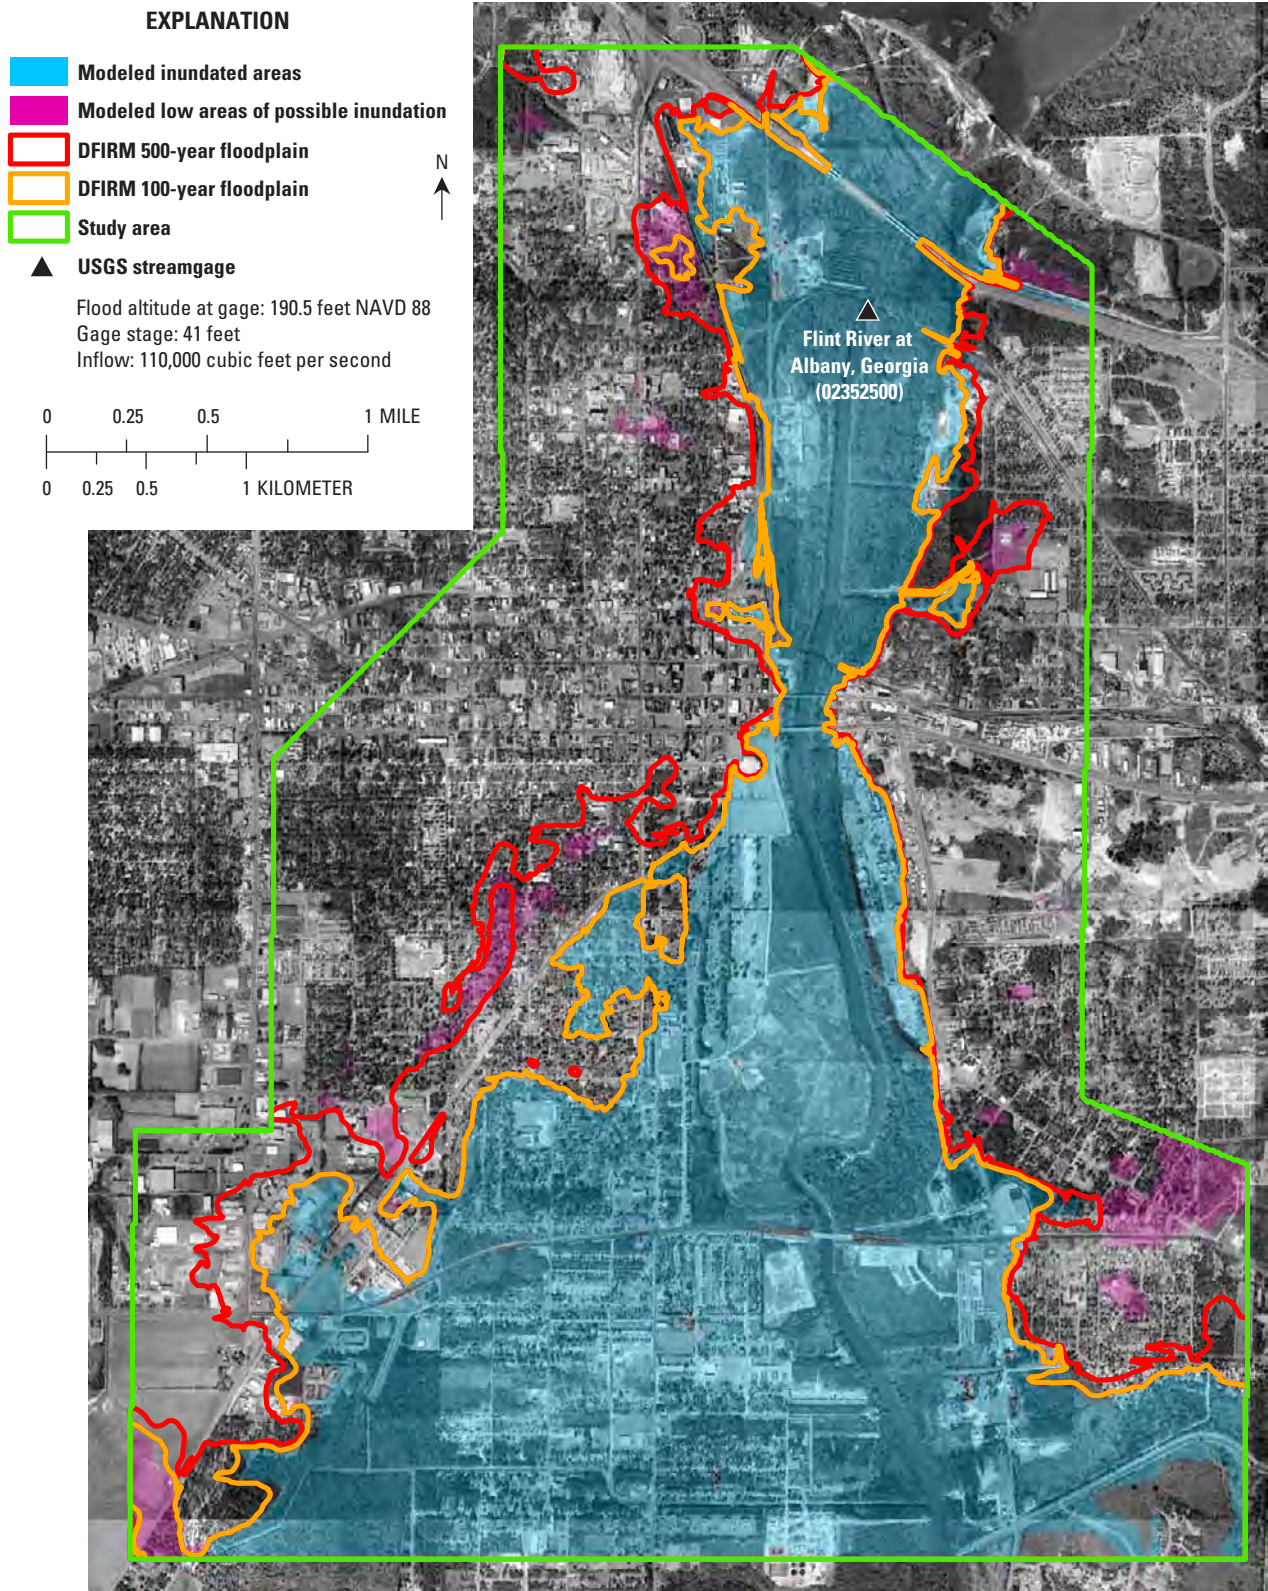 EXPLANATION
Modeled inundated areas
Modeled low areas of possible inundation
DFIRM 500-year floodplain
DFIRM 100-year floodplain
Study area
USGS streamgage
Flood altitude at gage: 190.5 feet NAVD 88
Gage stage: 41 feet
Inflow: 110,000 cubic feet per second
N
0 0.25 0.5 1 MILE
0 0.25 0.5 1 KILOMETER
Flint River at
Albany, Georgia
(02352500)